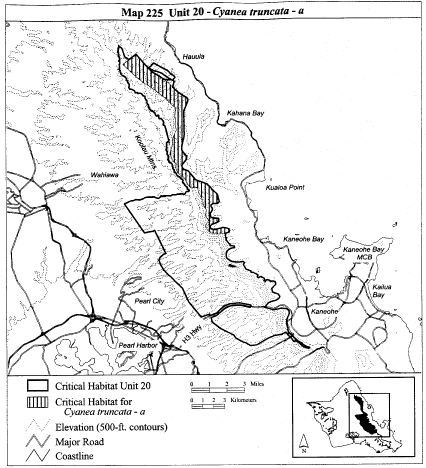 Map 225 Unit 20 - Cyanea truncata - a
Hauula
Kahana Bay
Koolau Mtns.
Wahiawa
Kualoa Point
Kaneohe Bay
Kaneohe Bay
MCB
Kailua
Bay
Pearl City
Kaneohe
H3 HWY
Pearl Harbor
Critical Habitat Unit 20
Critical Habitat for
Cyanea truncata - a
Elevation (500-ft. contours)
Major Road
Coastline
0 1 2 3 Miles
0 1 2 3 Kilometers
N